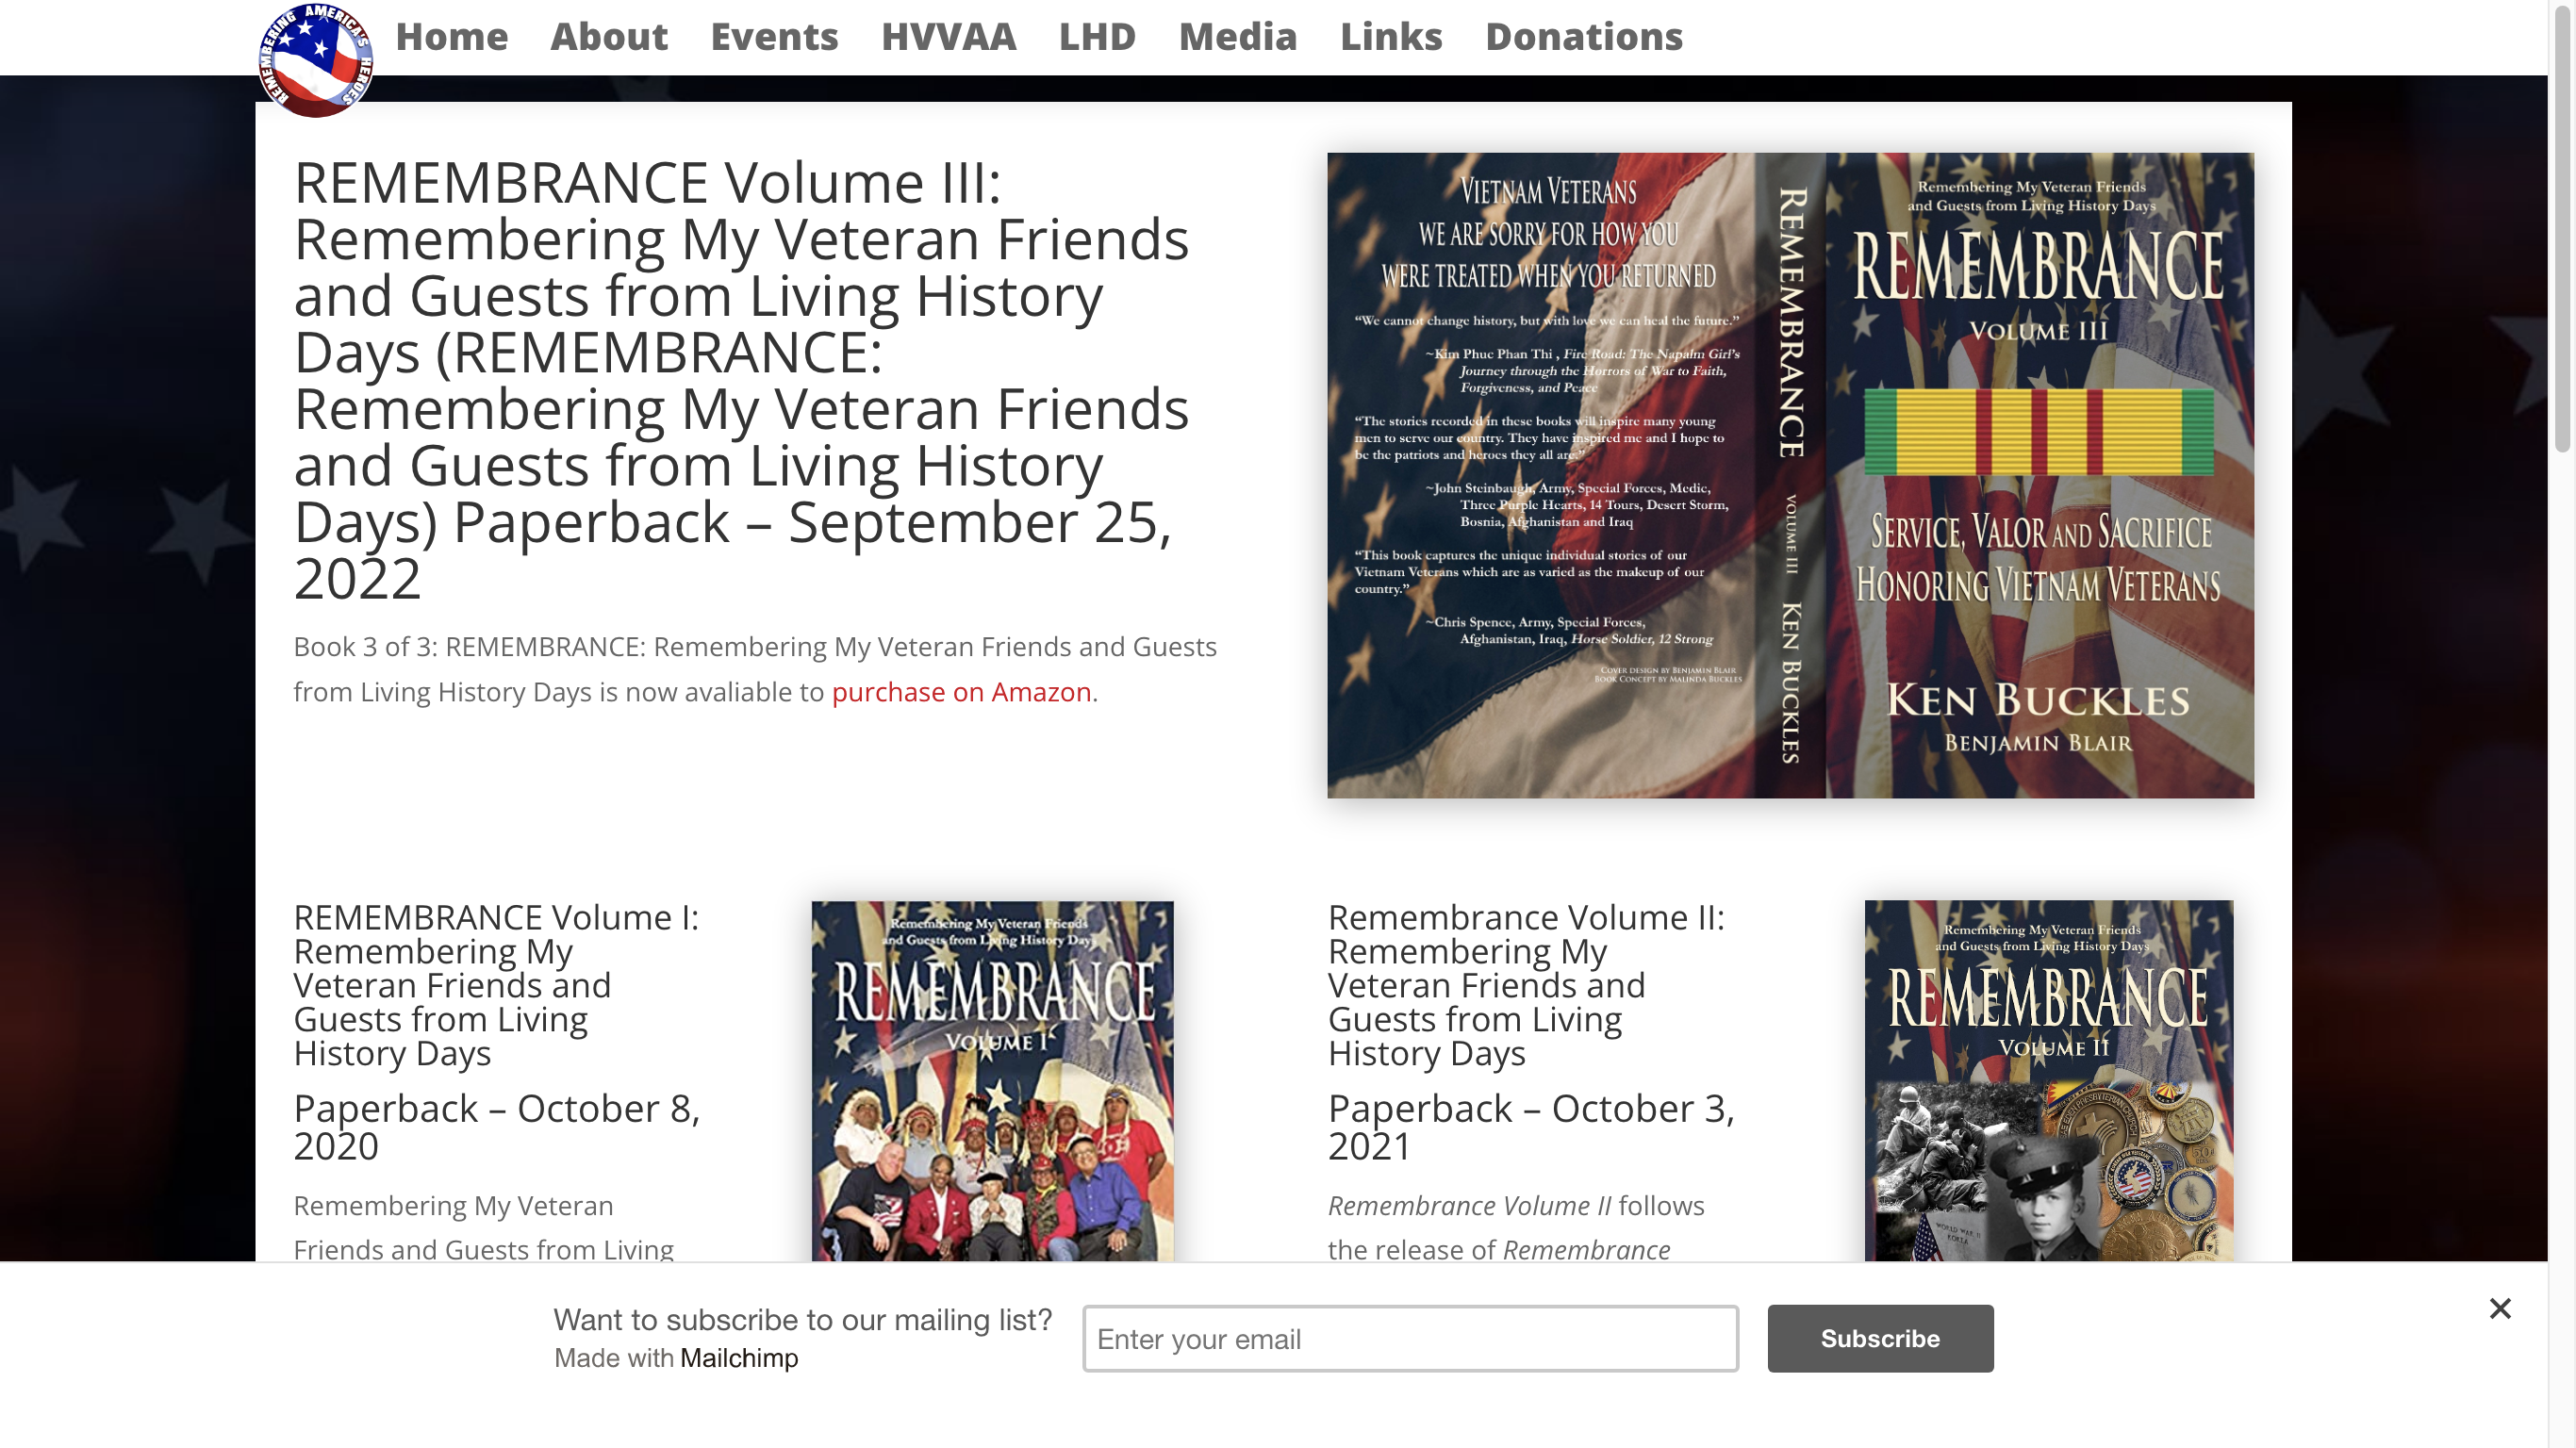 REMEMBERING AMERICA'S HEROES
Home About Events HVVAA LHD Media Links Donations
REMEMBRANCE Volume III:
Remembering My Veteran Friends
and Guests from Living History
Days (REMEMBRANCE:
Remembering My Veteran Friends
and Guests from Living History
Days) Paperback – September 25,
2022
Book 3 of 3: REMEMBRANCE: Remembering My Veteran Friends and Guests
from Living History Days is now avaliable to purchase on Amazon.
VIETNAM VETERANS
WE ARE SORRY FOR HOW YOU
WERE TREATED WHEN YOU RETURNED
“We cannot change history, but with love we can heal the future.”
~Kim Phuc Phan Thi , Fire Road: The Napalm Girl’s
Journey through the Horrors of War to Faith,
Forgiveness, and Peace
“The stories recorded in these books will inspire many young
men to serve our country. They have inspired me and I hope to
be the patriots and heroes they all are.”
~John Steinbaugh, Army, Special Forces, Medic,
Three Purple Hearts, 14 Tours, Desert Storm,
Bosnia, Afghanistan and Iraq
“This book captures the unique individual stories of our
Vietnam Veterans which are as varied as the makeup of our
country.”
~Chris Spence, Army, Special Forces,
Afghanistan, Iraq, Horse Soldier, 12 Strong
COVER DESIGN BY BENJAMIN BLAIR
BOOK CONCEPT BY MALINDA BUCKLES
REMEMBRANCE VOLUME III KEN BUCKLES
Remembering My Veteran Friends
and Guests from Living History Days
REMEMBRANCE
VOLUME III
SERVICE, VALOR AND SACRIFICE
HONORING VIETNAM VETERANS
KEN BUCKLES
BENJAMIN BLAIR
REMEMBRANCE Volume I:
Remembering My
Veteran Friends and
Guests from Living
History Days
Paperback – October 8,
2020
Remembering My Veteran
Friends and Guests from Living
Remembering My Veteran Friends
and Guests from Living History Days
REMEMBRANCE
VOLUME I
Remembrance Volume II:
Remembering My
Veteran Friends and
Guests from Living
History Days
Paperback – October 3,
2021
Remembrance Volume II follows
the release of Remembrance
Remembering My Veteran Friends
and Guests from Living History Days
REMEMBRANCE
VOLUME II
WORLD WAR II
KOREA
Want to subscribe to our mailing list?
Made with Mailchimp
Enter your email
Subscribe